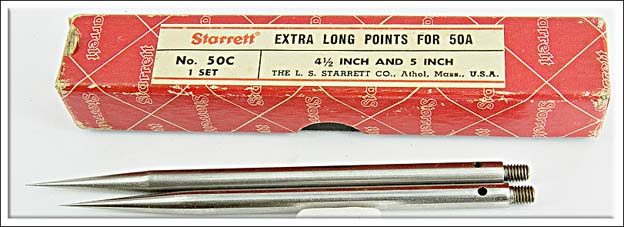 Starrett EXTRA LONG POINTS FOR 50A
No. 50C
1 SET
4½ INCH AND 5 INCH
THE L. S. STARRETT CO., Athol, Mass., U.S.A.
Starrett